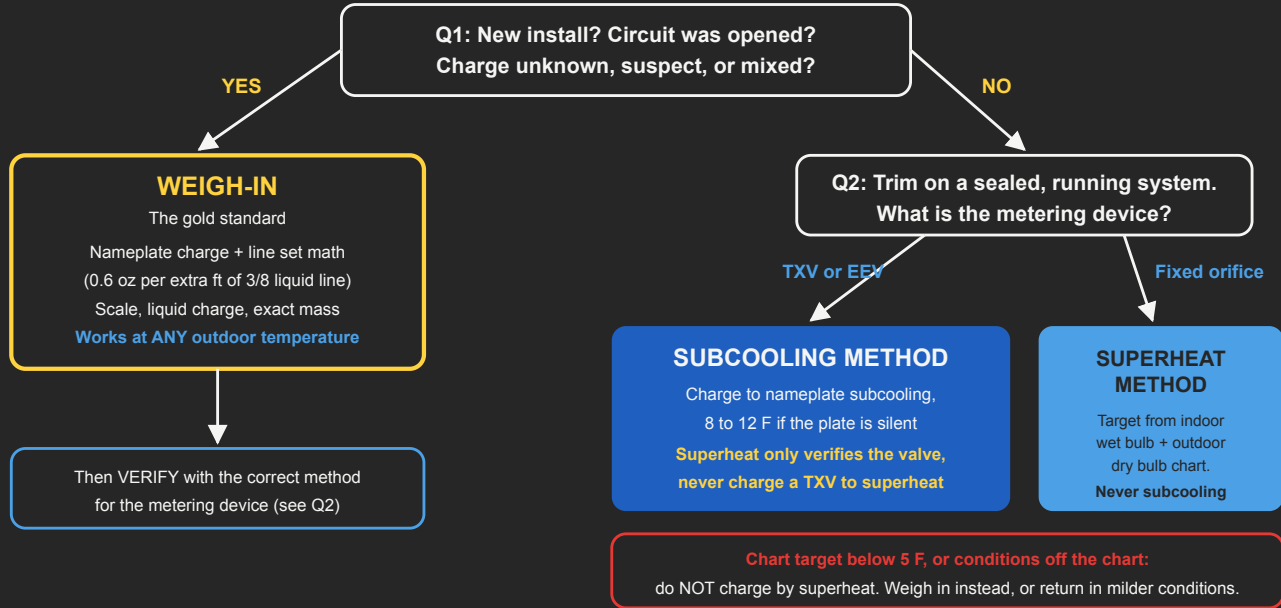 Q1: New install? Circuit was opened?
Charge unknown, suspect, or mixed?
YES
NO
WEIGH-IN
The gold standard
Nameplate charge + line set math
(0.6 oz per extra ft of 3/8 liquid line)
Scale, liquid charge, exact mass
Works at ANY outdoor temperature
Then VERIFY with the correct method
for the metering device (see Q2)
Q2: Trim on a sealed, running system.
What is the metering device?
TXV or EEV
Fixed orifice
SUBCOOLING METHOD
Charge to nameplate subcooling,
8 to 12 F if the plate is silent
Superheat only verifies the valve,
never charge a TXV to superheat
SUPERHEAT
METHOD
Target from indoor
wet bulb + outdoor
dry bulb chart.
Never subcooling
Chart target below 5 F, or conditions off the chart:
do NOT charge by superheat. Weigh in instead, or return in milder conditions.